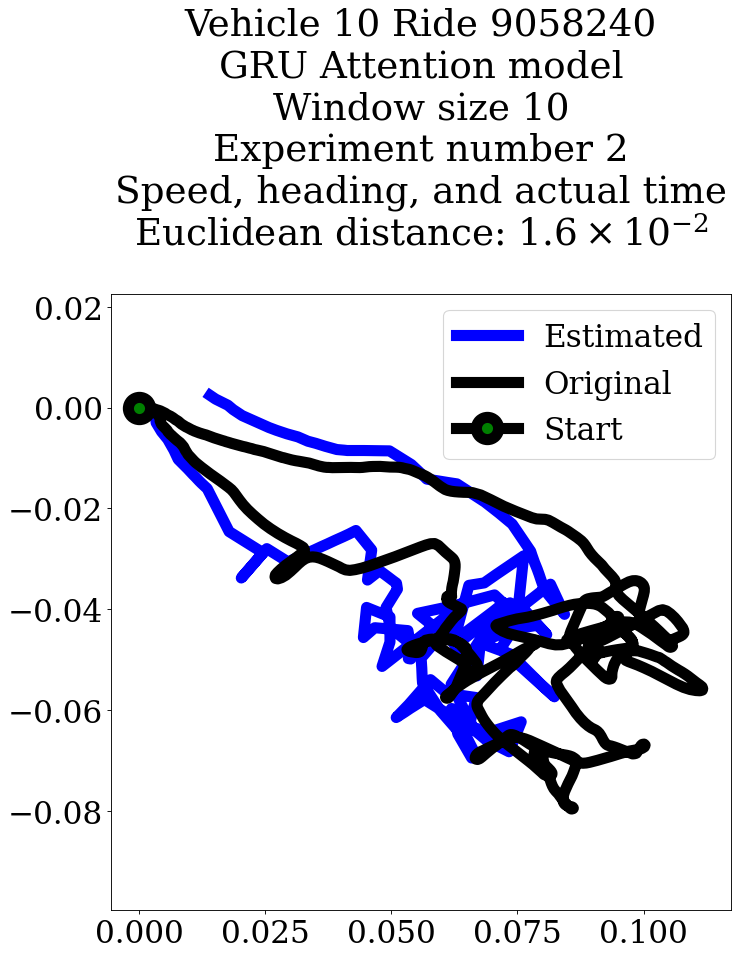 Vehicle 10 Ride 9058240
GRU Attention model
Window size 10
Experiment number 2
Speed, heading, and actual time
Euclidean distance: 1.6 × 10⁻²
Estimated
Original
Start
0.02
0.00
−0.02
−0.04
−0.06
−0.08
0.000 0.025 0.050 0.075 0.100